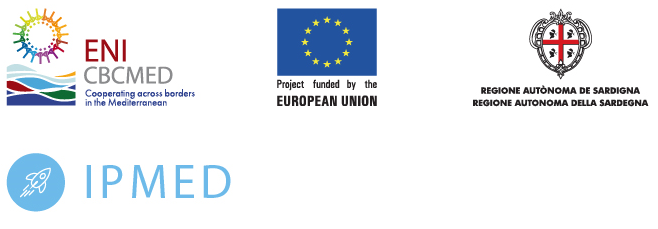 ENI
CBCMED
Cooperating across borders
in the Mediterranean
Project funded by the
EUROPEAN UNION
REGIONE AUTÒNOMA DE SARDIGNA
REGIONE AUTONOMA DELLA SARDEGNA
IPMED